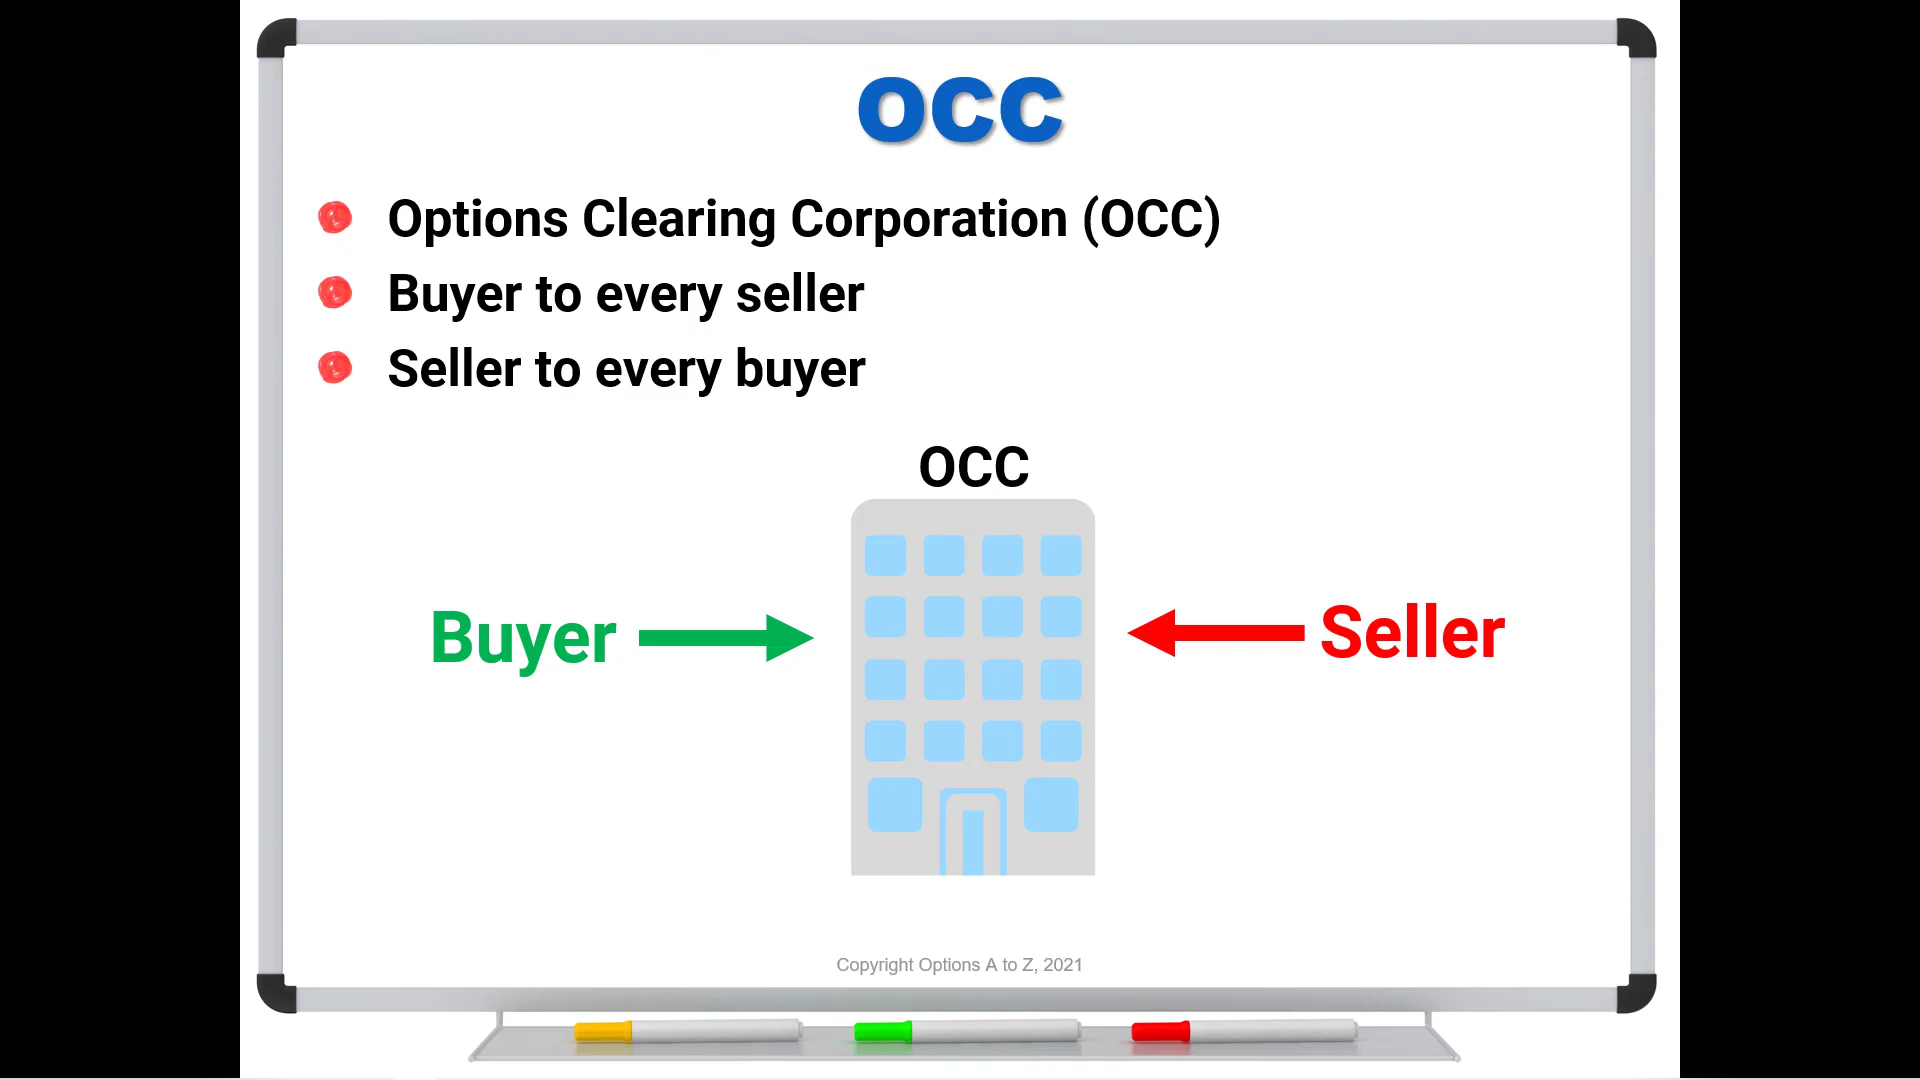 OCC
Options Clearing Corporation (OCC)
Buyer to every seller
Seller to every buyer
OCC
Buyer
Seller
Copyright Options A to Z, 2021